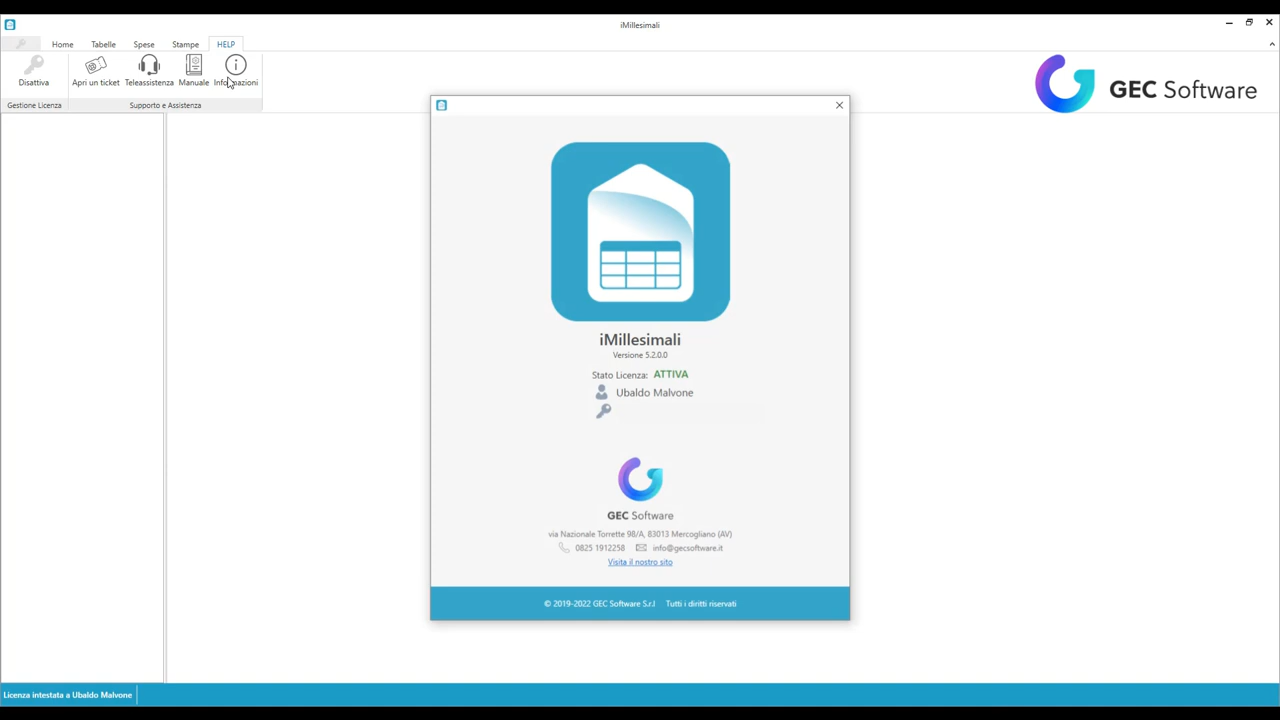 iMillesimali
Home Tabelle Spese Stampe HELP
Disattiva Apri un ticket Teleassistenza Manuale Informazioni
Gestione Licenza Supporto e Assistenza
GEC Software
iMillesimali
Versione 5.2.0.0
Stato Licenza: ATTIVA
Ubaldo Malvone
GEC Software
via Nazionale Torrette 98/A, 83013 Mercogliano (AV)
0825 1912258 info@gecsoftware.it
Visita il nostro sito
© 2019-2022 GEC Software S.r.l Tutti i diritti riservati
Licenza intestata a Ubaldo Malvone